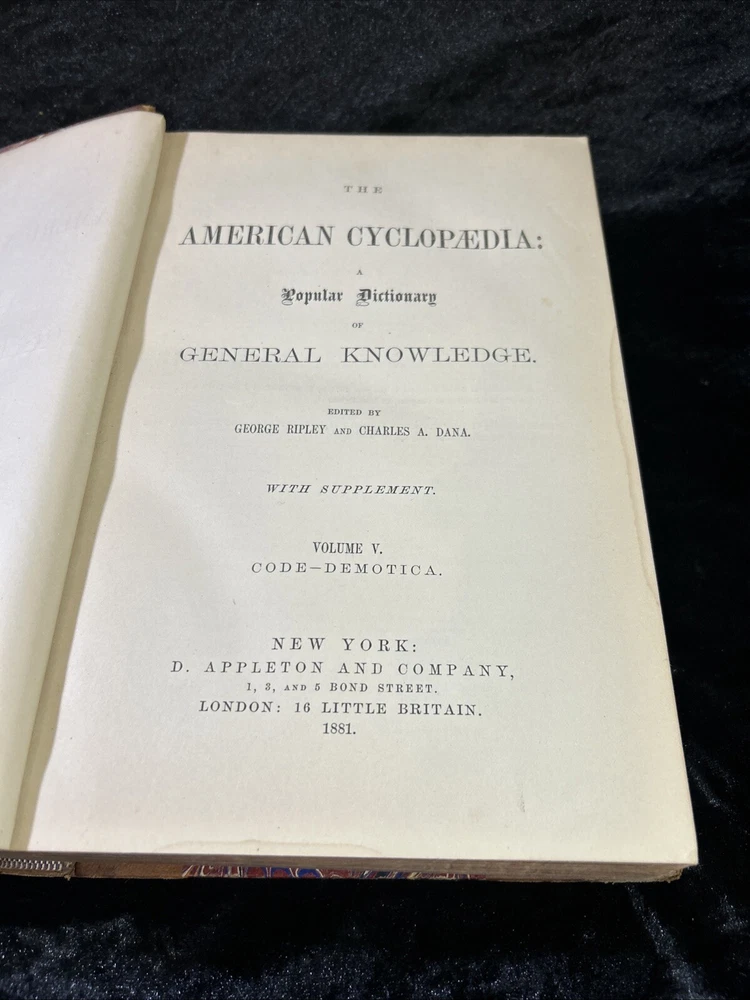 THE
AMERICAN CYCLOPÆDIA:
A
Popular Dictionary
OF
GENERAL KNOWLEDGE.
EDITED BY
GEORGE RIPLEY AND CHARLES A. DANA.
WITH SUPPLEMENT.
VOLUME V.
CODE—DEMOTICA.
NEW YORK:
D. APPLETON AND COMPANY,
1, 3, AND 5 BOND STREET.
LONDON: 16 LITTLE BRITAIN.
1881.